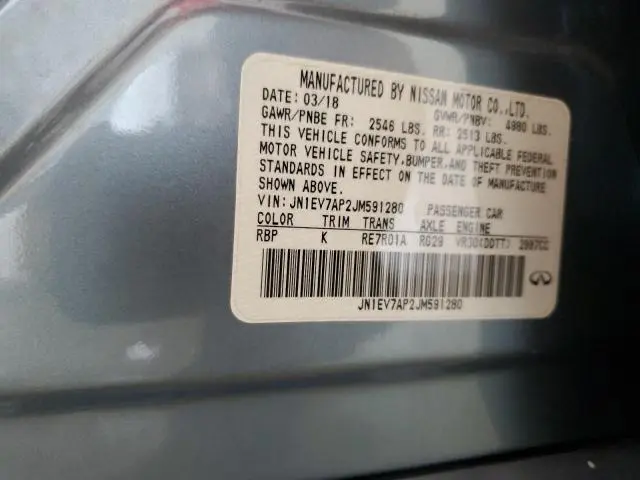 MANUFACTURED BY NISSAN MOTOR CO.,LTD.
DATE: 03/18 GVWR/PNBV: 4980 LBS.
GAWR/PNBE FR: 2546 LBS. RR: 2513 LBS.
THIS VEHICLE CONFORMS TO ALL APPLICABLE FEDERAL
MOTOR VEHICLE SAFETY,BUMPER,AND THEFT PREVENTION
STANDARDS IN EFFECT ON THE DATE OF MANUFACTURE
SHOWN ABOVE.
VIN: JN1EV7AP2JM591280 PASSENGER CAR
COLOR TRIM TRANS AXLE ENGINE
RBP K RE7R01A R029 VR30(DDTT) 2997CC
JN1EV7AP2JM591280